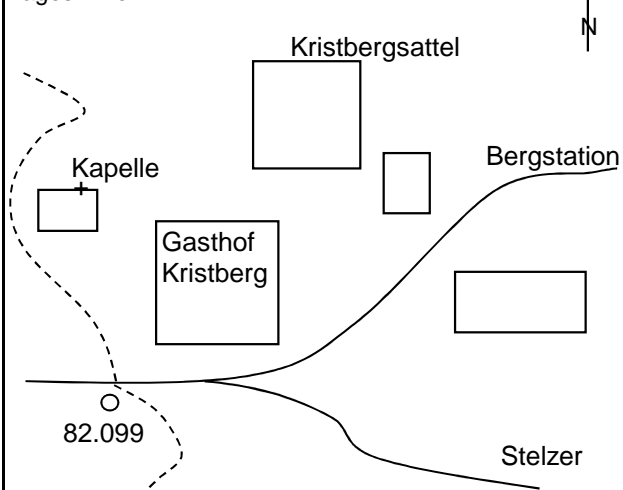 N
Kristbergsattel
Bergstation
Kapelle
Gasthof
Kristberg
82.099
Stelzer